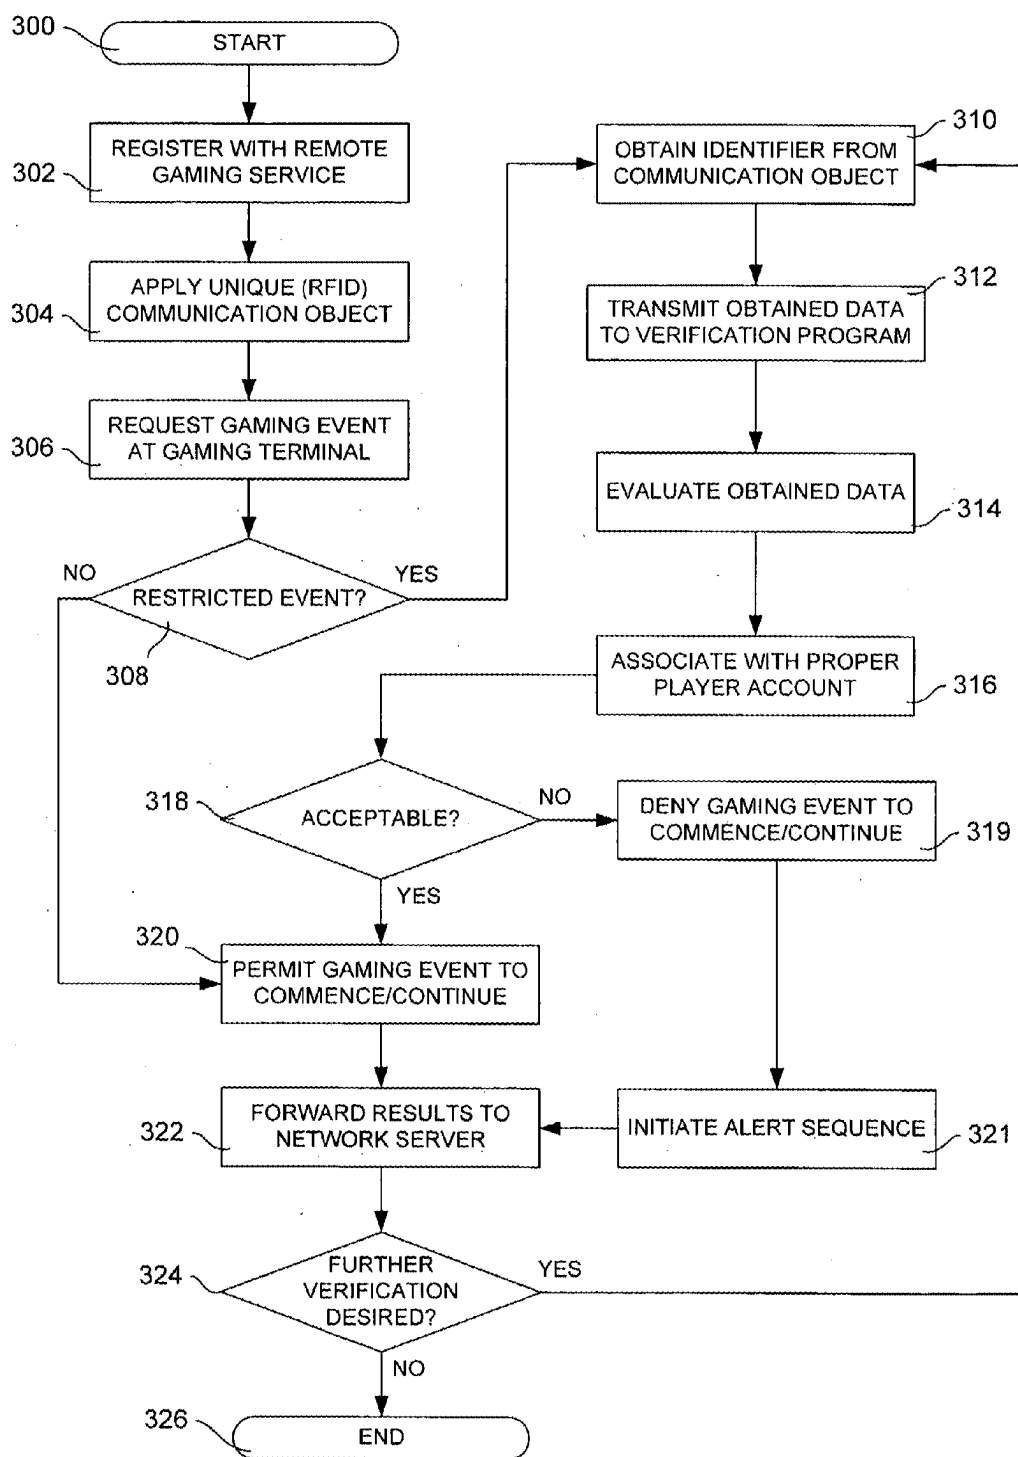 300
START
302
REGISTER WITH REMOTE
GAMING SERVICE
304
APPLY UNIQUE (RFID)
COMMUNICATION OBJECT
306
REQUEST GAMING EVENT
AT GAMING TERMINAL
NO
YES
RESTRICTED EVENT?
308
310
OBTAIN IDENTIFIER FROM
COMMUNICATION OBJECT
312
TRANSMIT OBTAINED DATA
TO VERIFICATION PROGRAM
EVALUATE OBTAINED DATA
314
ASSOCIATE WITH PROPER
PLAYER ACCOUNT
316
318
ACCEPTABLE?
NO
YES
DENY GAMING EVENT TO
COMMENCE/CONTINUE
319
320
PERMIT GAMING EVENT TO
COMMENCE/CONTINUE
322
FORWARD RESULTS TO
NETWORK SERVER
INITIATE ALERT SEQUENCE
321
324
FURTHER
VERIFICATION
DESIRED?
YES
NO
326
END